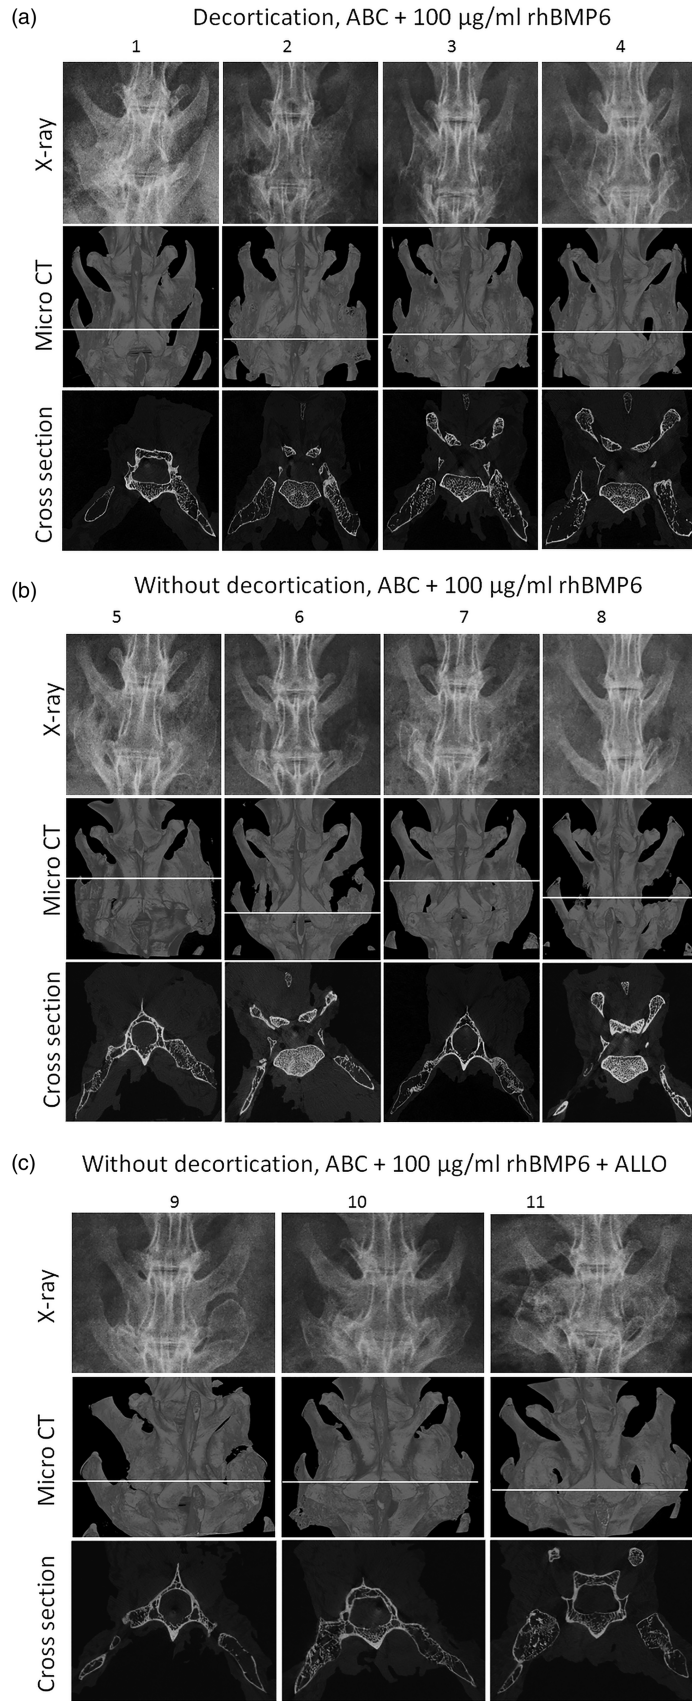 (a) Decortication, ABC + 100 µg/ml rhBMP6
1 2 3 4
X-ray
Micro CT
Cross section
(b) Without decortication, ABC + 100 µg/ml rhBMP6
5 6 7 8
X-ray
Micro CT
Cross section
(c) Without decortication, ABC + 100 µg/ml rhBMP6 + ALLO
9 10 11
X-ray
Micro CT
Cross section